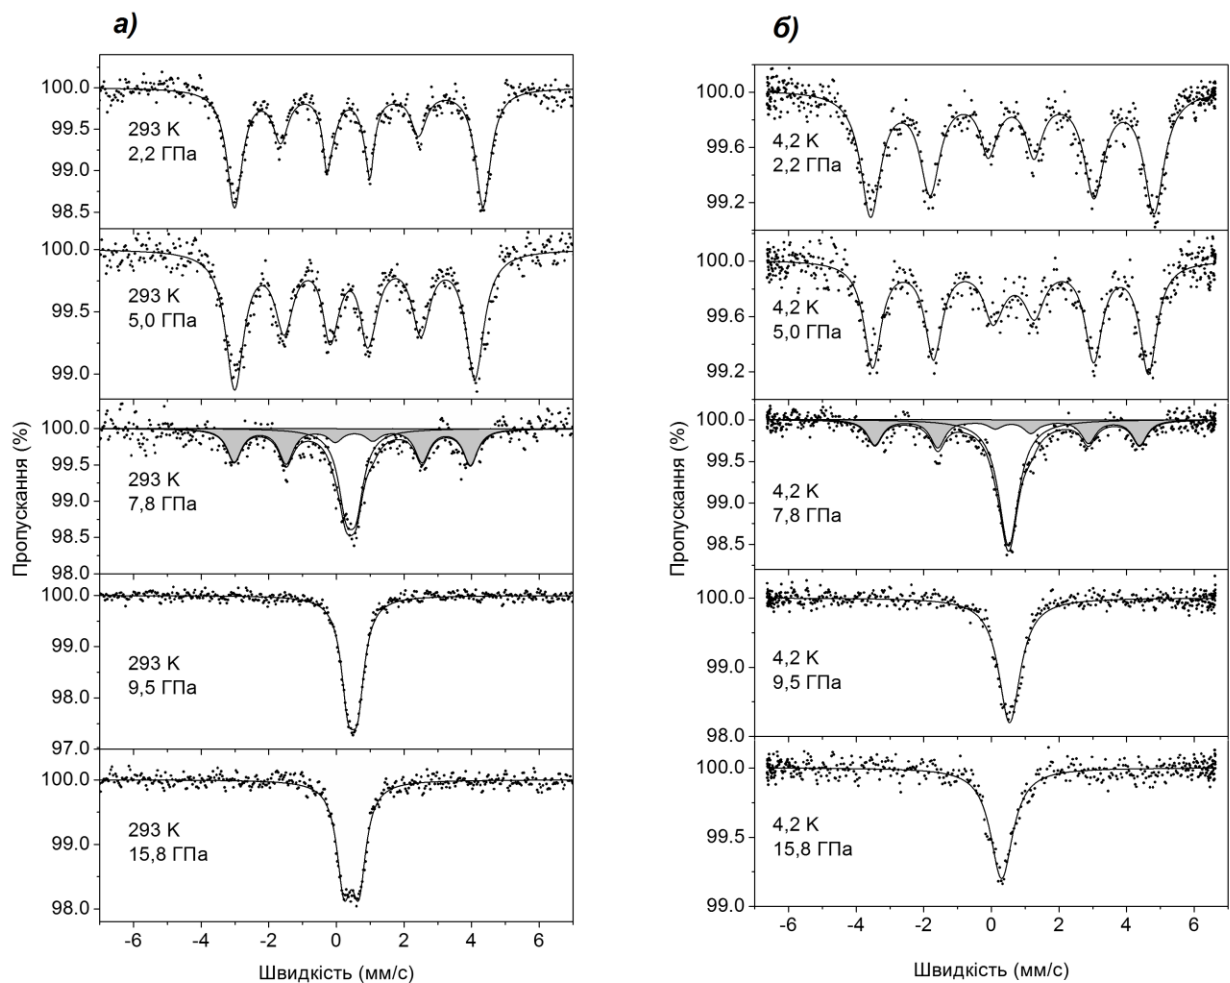 а)
100.0
99.5
99.0
98.5
293 K
2,2 ГПа
100.0
99.5
99.0
293 K
5,0 ГПа
100.0
99.5
99.0
98.5
98.0
293 K
7,8 ГПа
100.0
99.0
98.0
97.0
293 K
9,5 ГПа
100.0
99.0
98.0
293 K
15,8 ГПа
-6 -4 -2 0 2 4 6
Швидкість (мм/с)
Пропускання (%)
б)
100.0
99.6
99.2
4,2 K
2,2 ГПа
100.0
99.6
99.2
4,2 K
5,0 ГПа
100.0
99.5
99.0
98.5
4,2 K
7,8 ГПа
100.0
99.0
98.0
4,2 K
9,5 ГПа
100.0
99.5
99.0
4,2 K
15,8 ГПа
-6 -4 -2 0 2 4 6
Швидкість (мм/с)
Пропускання (%)